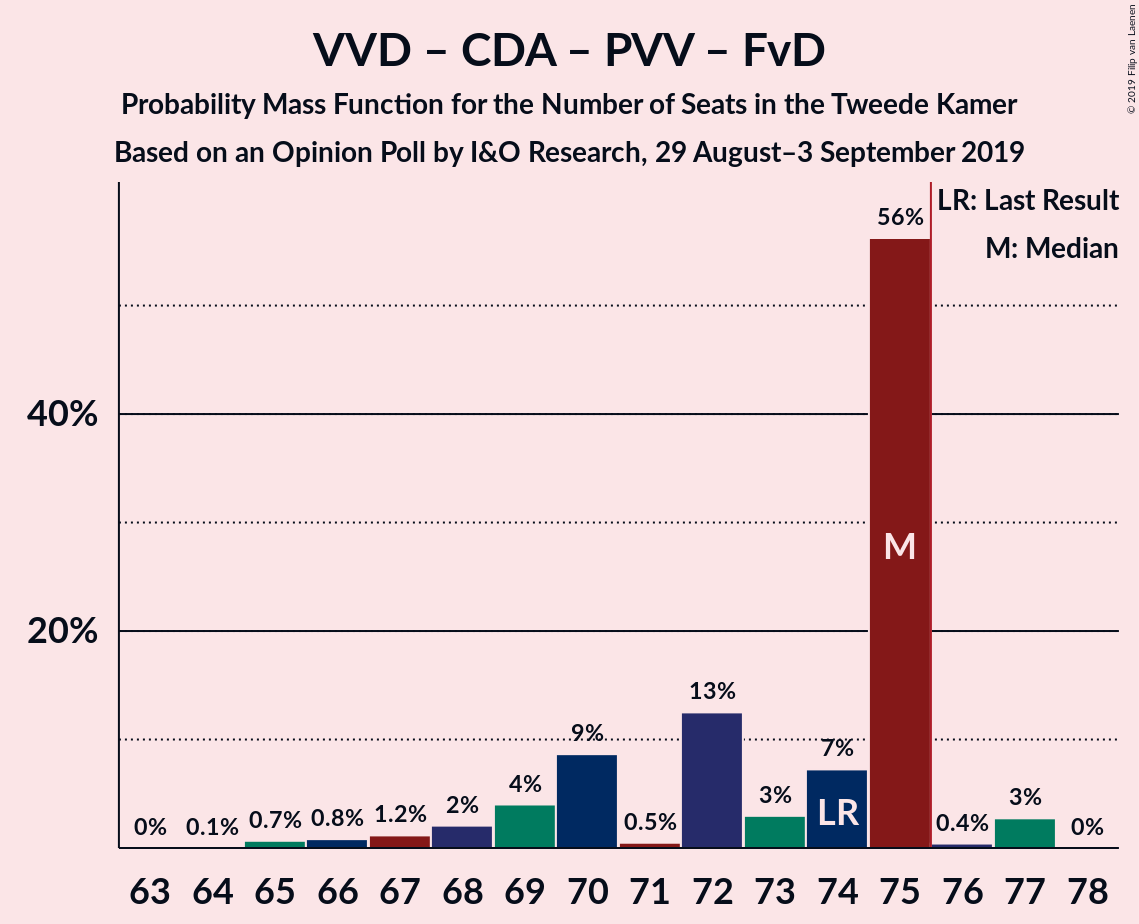 VVD – CDA – PVV – FvD
Probability Mass Function for the Number of Seats in the Tweede Kamer
Based on an Opinion Poll by I&O Research, 29 August–3 September 2019
© 2019 Filip van Laenen
LR: Last Result
M: Median
40%
20%
0%
0.1%
0.7%
0.8%
1.2%
2%
4%
9%
0.5%
13%
3%
7%
56%
0.4%
3%
0%
M
LR
63 64 65 66 67 68 69 70 71 72 73 74 75 76 77 78